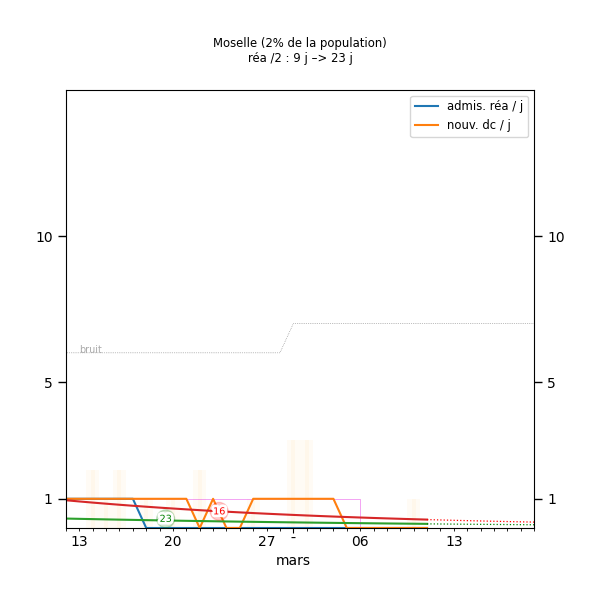 Moselle (2% de la population)
réa /2 : 9 j –> 23 j
admis. réa / j
nouv. dc / j
10
10
bruit
5
5
1
1
23
16
13
20
27
-
06
13
mars